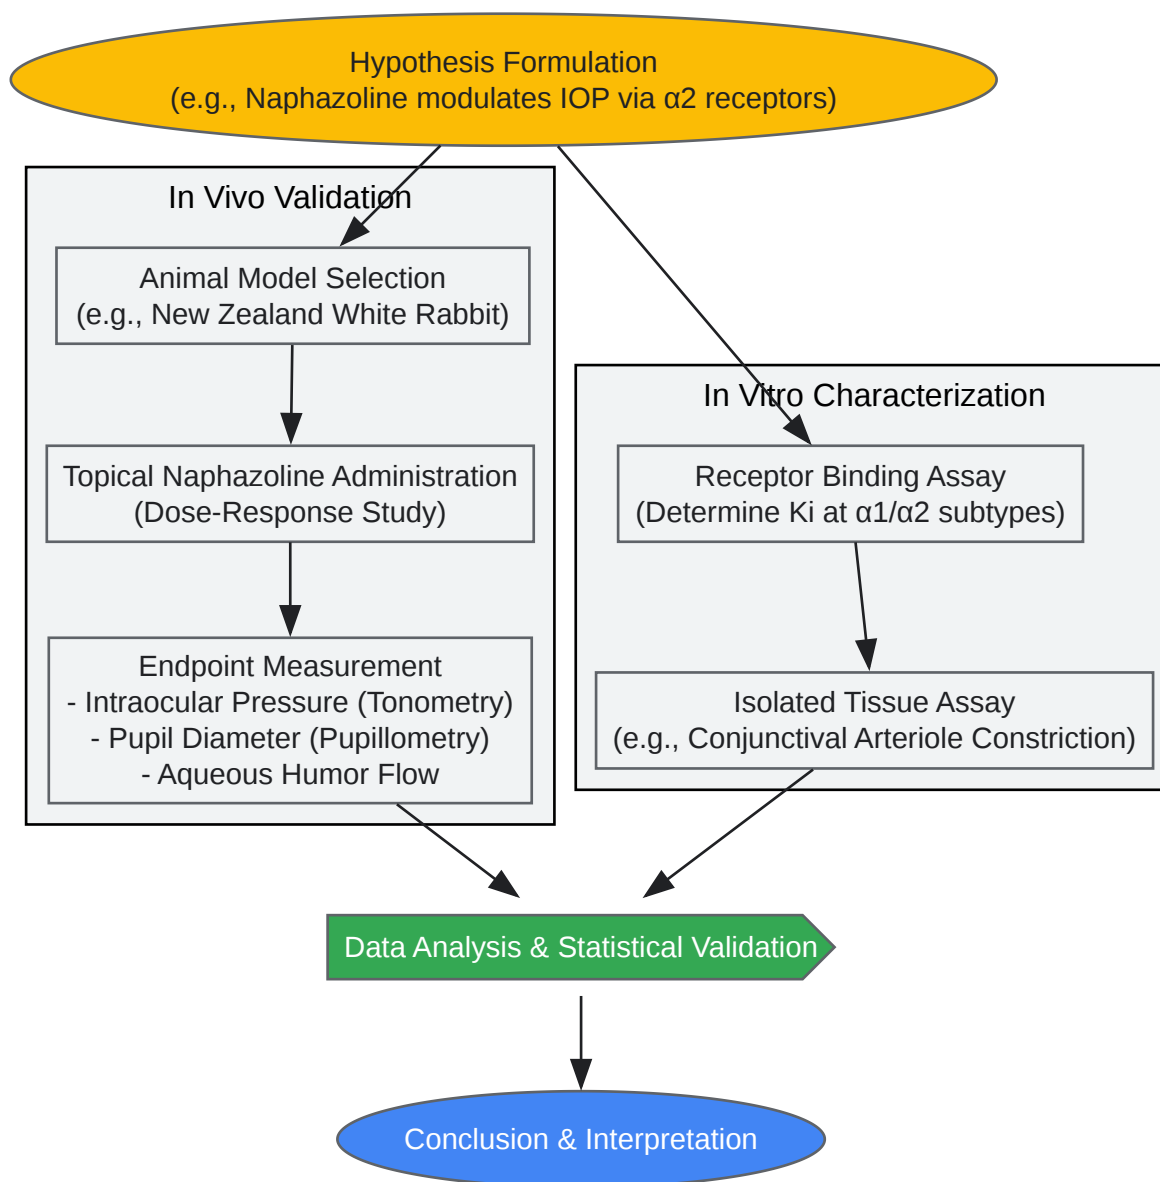 Hypothesis Formulation
(e.g., Naphazoline modulates IOP via α2 receptors)
In Vivo Validation
Animal Model Selection
(e.g., New Zealand White Rabbit)
Topical Naphazoline Administration
(Dose-Response Study)
Endpoint Measurement
- Intraocular Pressure (Tonometry)
- Pupil Diameter (Pupillometry)
- Aqueous Humor Flow
In Vitro Characterization
Receptor Binding Assay
(Determine Ki at α1/α2 subtypes)
Isolated Tissue Assay
(e.g., Conjunctival Arteriole Constriction)
Data Analysis & Statistical Validation
Conclusion & Interpretation